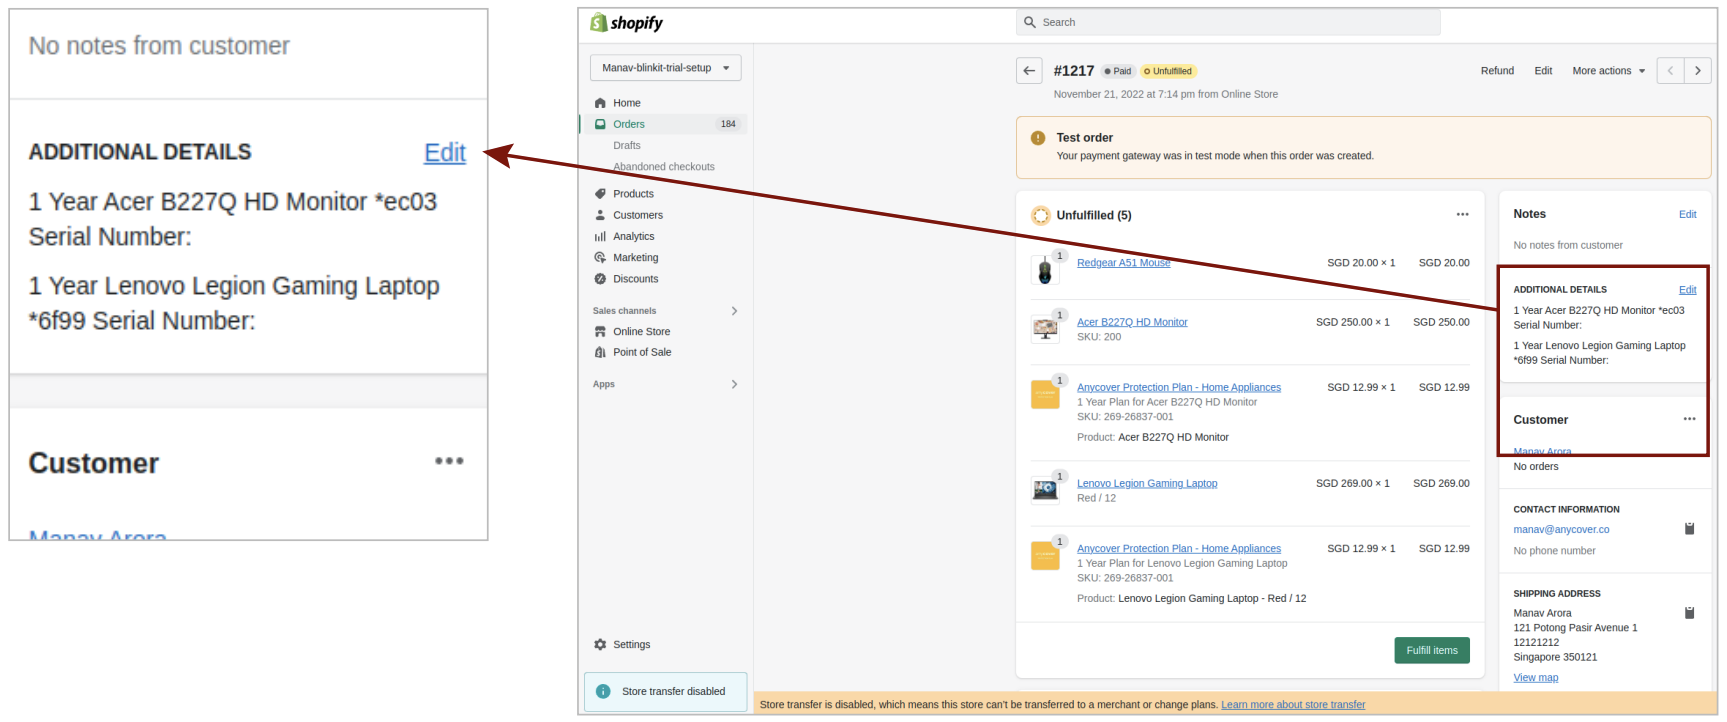 No notes from customer
ADDITIONAL DETAILS Edit
1 Year Acer B227Q HD Monitor *ec03
Serial Number:
1 Year Lenovo Legion Gaming Laptop
*6f99 Serial Number:
Customer
Manav Arora
shopify
Search
Manav-blinkit-trial-setup
Home
Orders 184
Drafts
Abandoned checkouts
Products
Customers
Analytics
Marketing
Discounts
Sales channels
Online Store
Point of Sale
Apps
Settings
Store transfer disabled
#1217 Paid Unfulfilled
Refund Edit More actions
November 21, 2022 at 7:14 pm from Online Store
Test order
Your payment gateway was in test mode when this order was created.
Unfulfilled (5)
1
Redgear A51 Mouse SGD 20.00 × 1 SGD 20.00
1
Acer B227Q HD Monitor SGD 250.00 × 1 SGD 250.00
SKU: 200
1
Anycover Protection Plan - Home Appliances SGD 12.99 × 1 SGD 12.99
1 Year Plan for Acer B227Q HD Monitor
SKU: 269-26837-001
Product: Acer B227Q HD Monitor
1
Lenovo Legion Gaming Laptop SGD 269.00 × 1 SGD 269.00
Red / 12
1
Anycover Protection Plan - Home Appliances SGD 12.99 × 1 SGD 12.99
1 Year Plan for Lenovo Legion Gaming Laptop
SKU: 269-26837-001
Product: Lenovo Legion Gaming Laptop - Red / 12
Fulfill items
Notes Edit
No notes from customer
ADDITIONAL DETAILS Edit
1 Year Acer B227Q HD Monitor *ec03
Serial Number:
1 Year Lenovo Legion Gaming Laptop
*6f99 Serial Number:
Customer
Manav Arora
No orders
CONTACT INFORMATION
manav@anycover.co
No phone number
SHIPPING ADDRESS
Manav Arora
121 Potong Pasir Avenue 1
12121212
Singapore 350121
View map
Store transfer is disabled, which means this store can't be transferred to a merchant or change plans. Learn more about store transfer